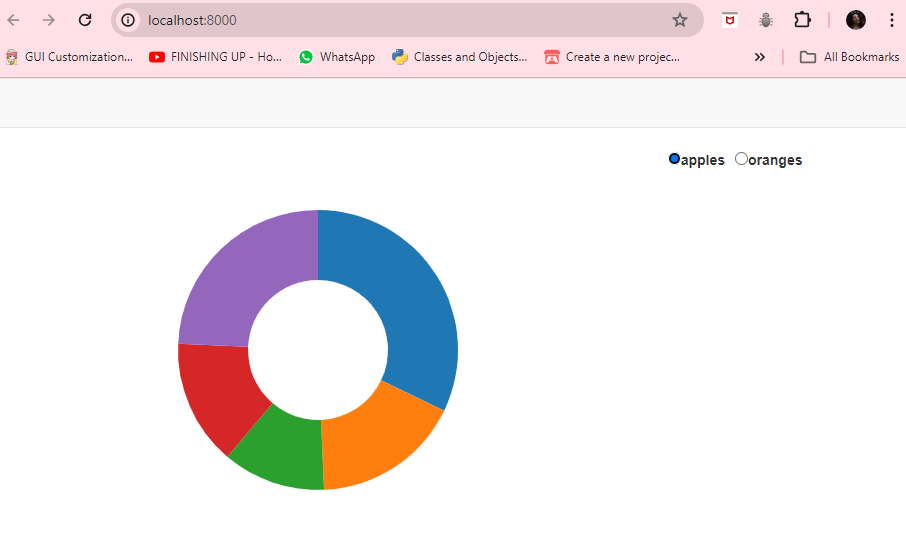 localhost:8000
GUI Customization... FINISHING UP - Ho... WhatsApp Classes and Objects... Create a new projec... » All Bookmarks
apples oranges